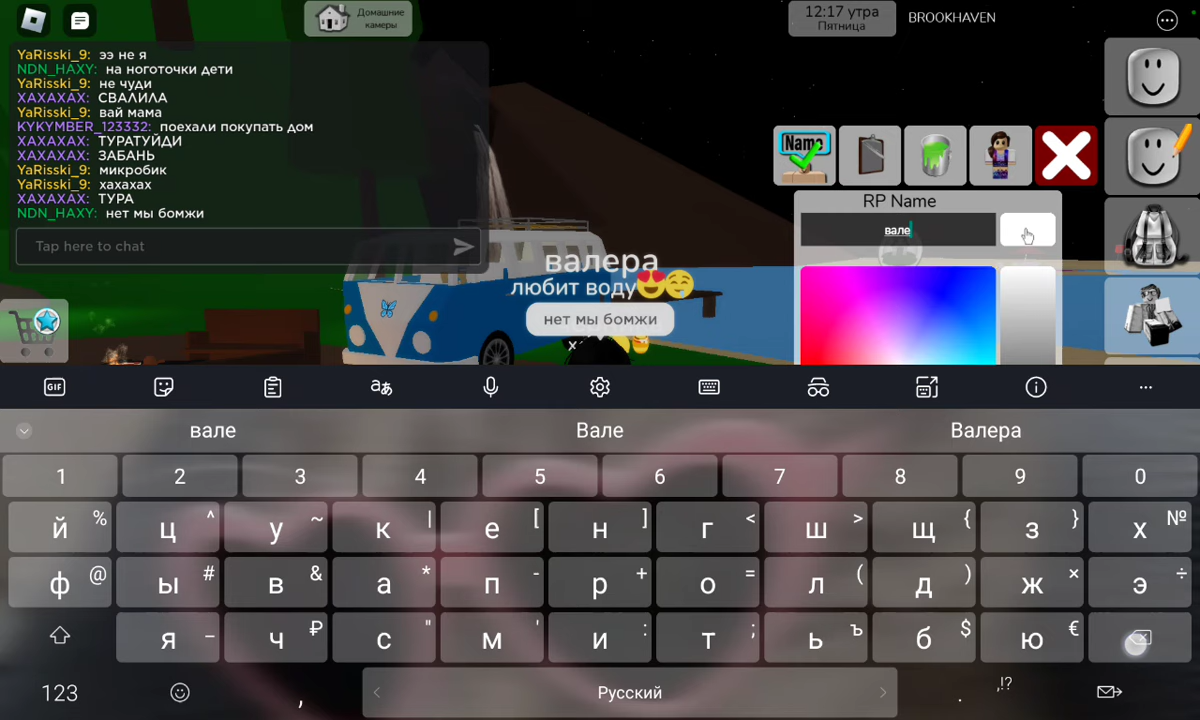 Домашние
камеры
12:17 утра
Пятница
BROOKHAVEN
YaRisski_9: ээ не я
NDN_HAXY: на ноготочки дети
YaRisski_9: не чуди
XAXAXAX: СВАЛИЛА
YaRisski_9: вай мама
KYKYMBER_123332: поехали покупать дом
XAXAXAX: ТУРАТУЙДИ
XAXAXAX: ЗАБАНЬ
YaRisski_9: микробик
YaRisski_9: хахахах
XAXAXAX: ТУРА
NDN_HAXY: нет мы бомжи
Tap here to chat
Name
RP Name
вале
валера
любит воду😍🤤
нет мы бомжи
GIF
вале Вале Валера
1 2 3 4 5 6 7 8 9 0
й % ц ^ у ~ к | е [ н ] г < ш > щ { з } х №
ф @ ы # в & а * п - р + о = л ( д ) ж × э ÷
я _ ч ₽ с " м ' и : т ; ь ъ б $ ю €
123 , < Русский > . ,!?